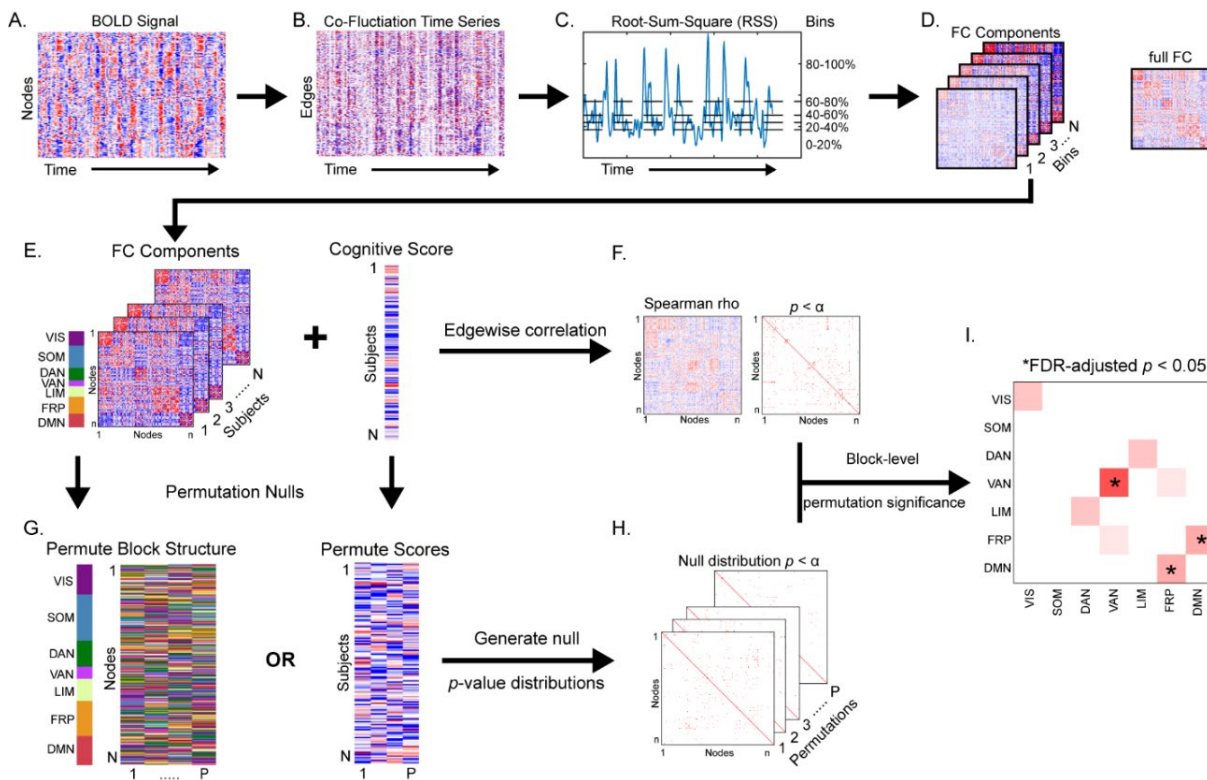 A.
BOLD Signal
Nodes
Time
B.
Co-Fluctiation Time Series
Edges
Time
C.
Root-Sum-Square (RSS)
Bins
80-100%
60-80%
40-60%
20-40%
0-20%
Time
D.
FC Components
1 2 3... N
Bins
full FC
E.
FC Components
VIS
SOM
DAN
VAN
LIM
FRP
DMN
1
Nodes
n
1 Nodes n
1 2 3 ..... N
Subjects
+
Cognitive Score
1
Subjects
N
Edgewise correlation
F.
Spearman rho
1
Nodes
n
1 Nodes n
p < α
1
Nodes
n
1 Nodes n
Permutation Nulls
G.
Permute Block Structure
VIS
SOM
DAN
VAN
LIM
FRP
DMN
1
Nodes
N
1 ..... P
OR
Permute Scores
1
Subjects
N
1 P
Generate null
p-value distributions
H.
Null distribution p < α
1
Nodes
n
1 Nodes n
1 2 3 ..... P
Permutations
Block-level
permutation significance
I.
*FDR-adjusted p < 0.05
VIS
SOM
DAN
VAN
LIM
FRP
DMN
*
*
*
VIS
SOM
DAN
VAN
LIM
FRP
DMN